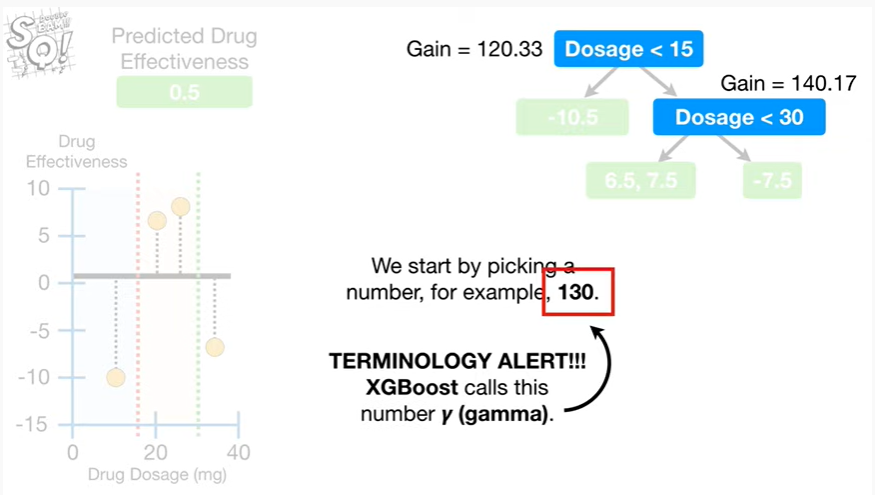 StatQuest!
Predicted Drug
Effectiveness
0.5
Gain = 120.33
Dosage < 15
Gain = 140.17
-10.5
Dosage < 30
6.5, 7.5
-7.5
Drug
Effectiveness
10
5
0
-5
-10
-15
0
20
40
Drug Dosage (mg)
We start by picking a
number, for example, 130.
TERMINOLOGY ALERT!!!
XGBoost calls this
number γ (gamma).